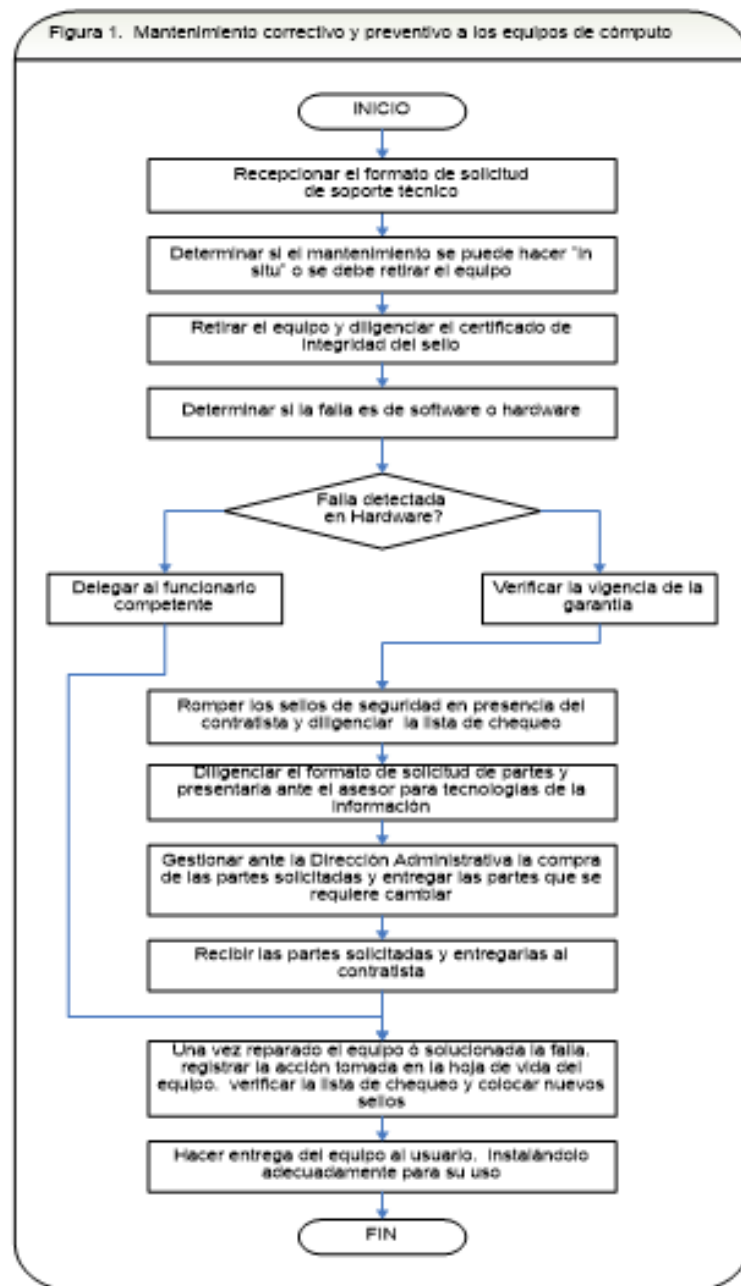 Figura 1. Mantenimiento correctivo y preventivo a los equipos de cómputo
INICIO
Recepcionar el formato de solicitud
de soporte técnico
Determinar si el mantenimiento se puede hacer "in
situ" o se debe retirar el equipo
Retirar el equipo y diligenciar el certificado de
integridad del sello
Determinar si la falla es de software o hardware
Falla detectada
en Hardware?
Delegar al funcionario
competente
Verificar la vigencia de la
garantía
Romper los sellos de seguridad en presencia del
contratista y diligenciar la lista de chequeo
Diligenciar el formato de solicitud de partes y
presentarla ante el asesor para tecnologías de la
información
Gestionar ante la Dirección Administrativa la compra
de las partes solicitadas y entregar las partes que se
requiere cambiar
Recibir las partes solicitadas y entregarlas al
contratista
Una vez reparado el equipo ó solucionada la falla,
registrar la acción tomada en la hoja de vida del
equipo. verificar la lista de chequeo y colocar nuevos
sellos
Hacer entrega del equipo al usuario. Instalándolo
adecuadamente para su uso
FIN